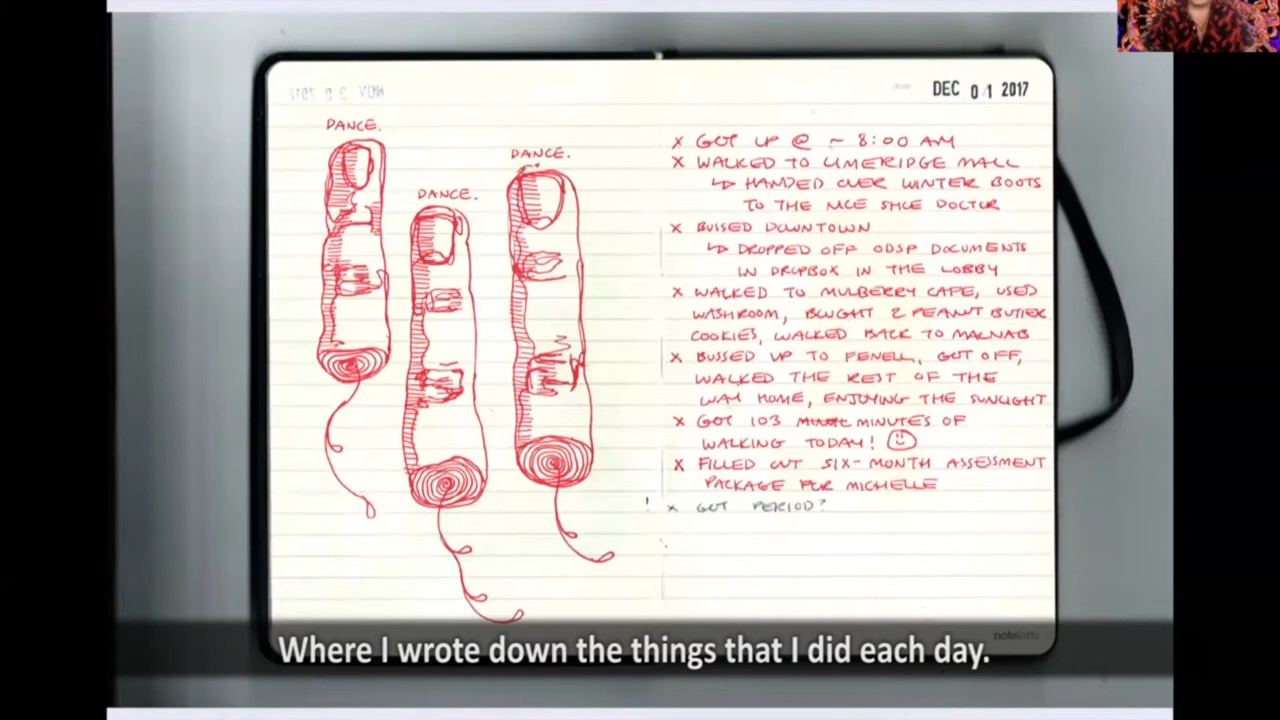 DANCE.
DANCE.
DANCE.
DEC 01 2017
x GOT UP @ ~ 8:00 AM
x WALKED TO LIMERIDGE MALL
↳ HANDED OVER WINTER BOOTS
TO THE NICE SHOE DOCTOR
x BUSSED DOWNTOWN
↳ DROPPED OFF ODSP DOCUMENTS
IN DROPBOX IN THE LOBBY
x WALKED TO MULBERRY CAFE, USED
WASHROOM, BOUGHT 2 PEANUT BUTTER
COOKIES, WALKED BACK TO MACNAB
x BUSSED UP TO FENELL, GOT OFF,
WALKED THE REST OF THE
WAY HOME, ENJOYING THE SUNLIGHT
x GOT 103 MINUTES OF
WALKING TODAY!
x FILLED OUT SIX-MONTH ASSESSMENT
PACKAGE FOR MICHELLE
! x GOT PERIOD?
noteletts
Where I wrote down the things that I did each day.